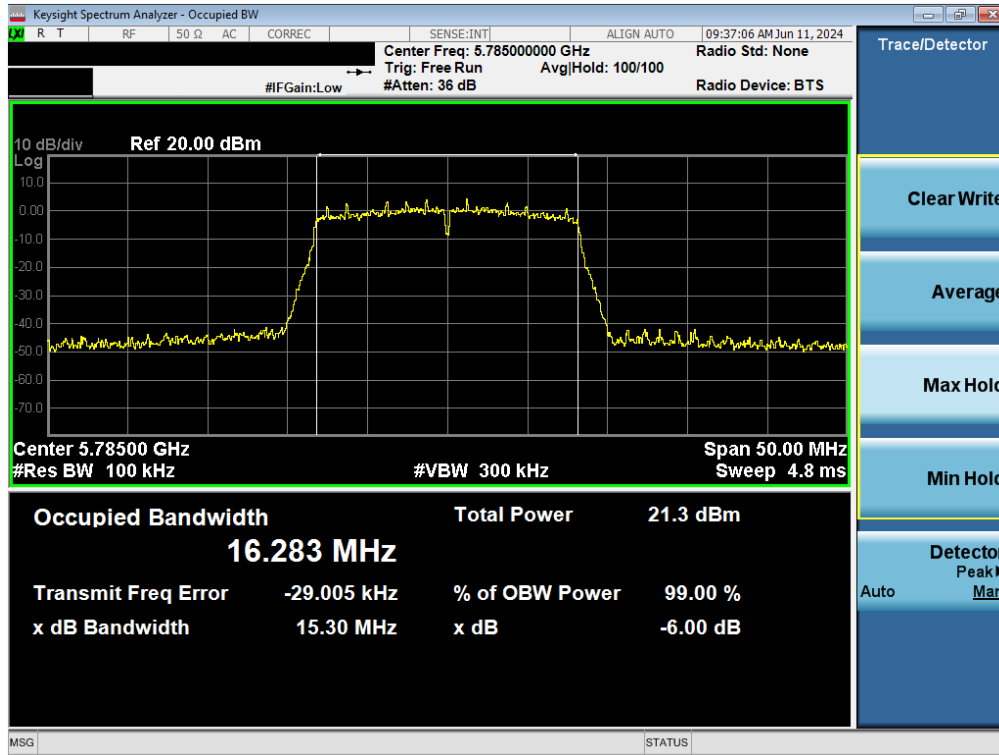 Keysight Spectrum Analyzer - Occupied BW
LXI R T RF 50 Ω AC CORREC SENSE:INT ALIGN AUTO 09:37:06 AM Jun 11, 2024
Center Freq: 5.785000000 GHz Radio Std: None
Trig: Free Run Avg|Hold: 100/100
#IFGain:Low #Atten: 36 dB Radio Device: BTS
Trace/Detector
10 dB/div Ref 20.00 dBm
Log
10.0
0.00
-10.0
-20.0
-30.0
-40.0
-50.0
-60.0
-70.0
Center 5.78500 GHz Span 50.00 MHz
#Res BW 100 kHz #VBW 300 kHz Sweep 4.8 ms
Occupied Bandwidth Total Power 21.3 dBm
16.283 MHz
Transmit Freq Error -29.005 kHz % of OBW Power 99.00 %
x dB Bandwidth 15.30 MHz x dB -6.00 dB
Clear Write
Average
Max Hold
Min Hold
Detector
Peak▶
Auto Man
MSG STATUS